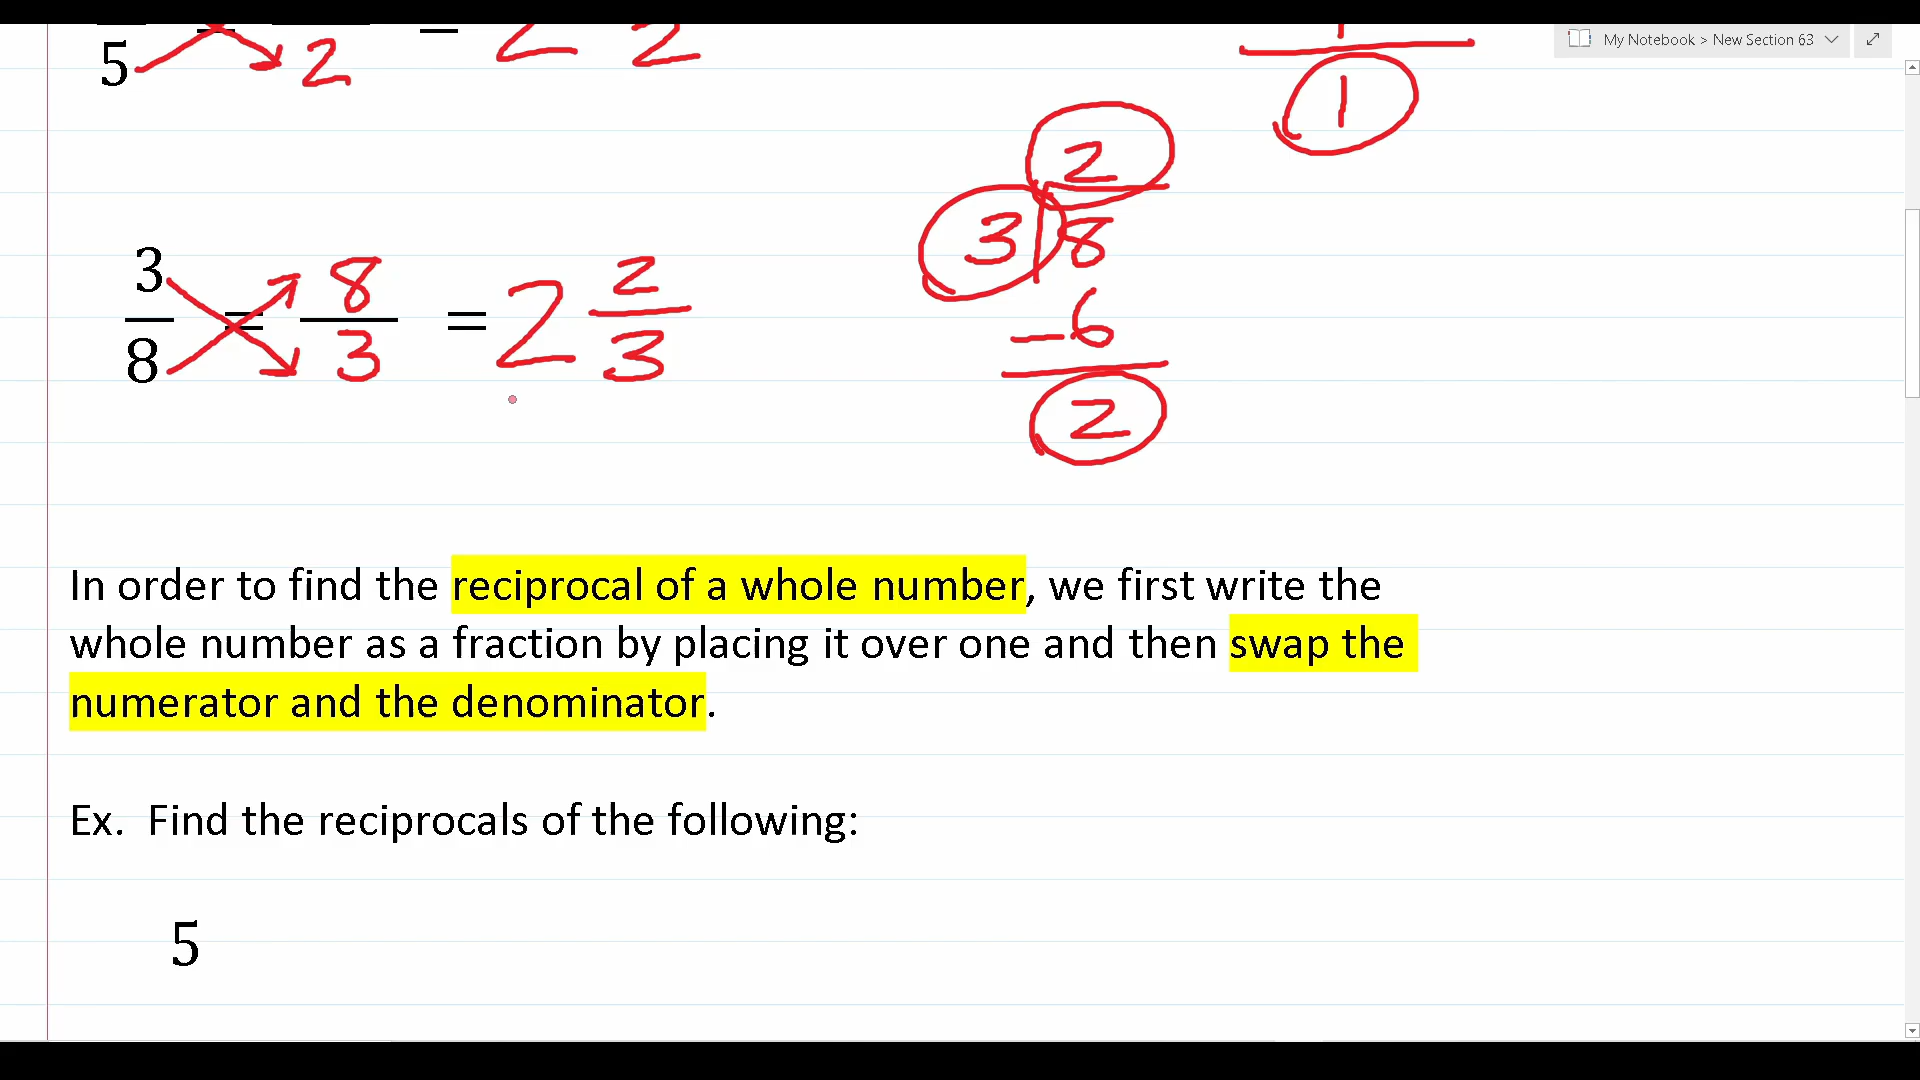 My Notebook > New Section 63
5 2 = 2 2
1
2
3 8
-6
2
3/8 = 8/3 = 2 2/3
In order to find the reciprocal of a whole number, we first write the
whole number as a fraction by placing it over one and then swap the
numerator and the denominator.
Ex. Find the reciprocals of the following:
5